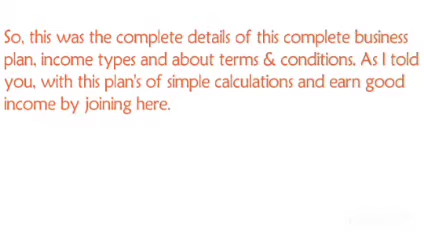 So, this was the complete details of this complete business
plan, income types and about terms & conditions. As I told
you, with this plan's of simple calculations and earn good
income by joining here.